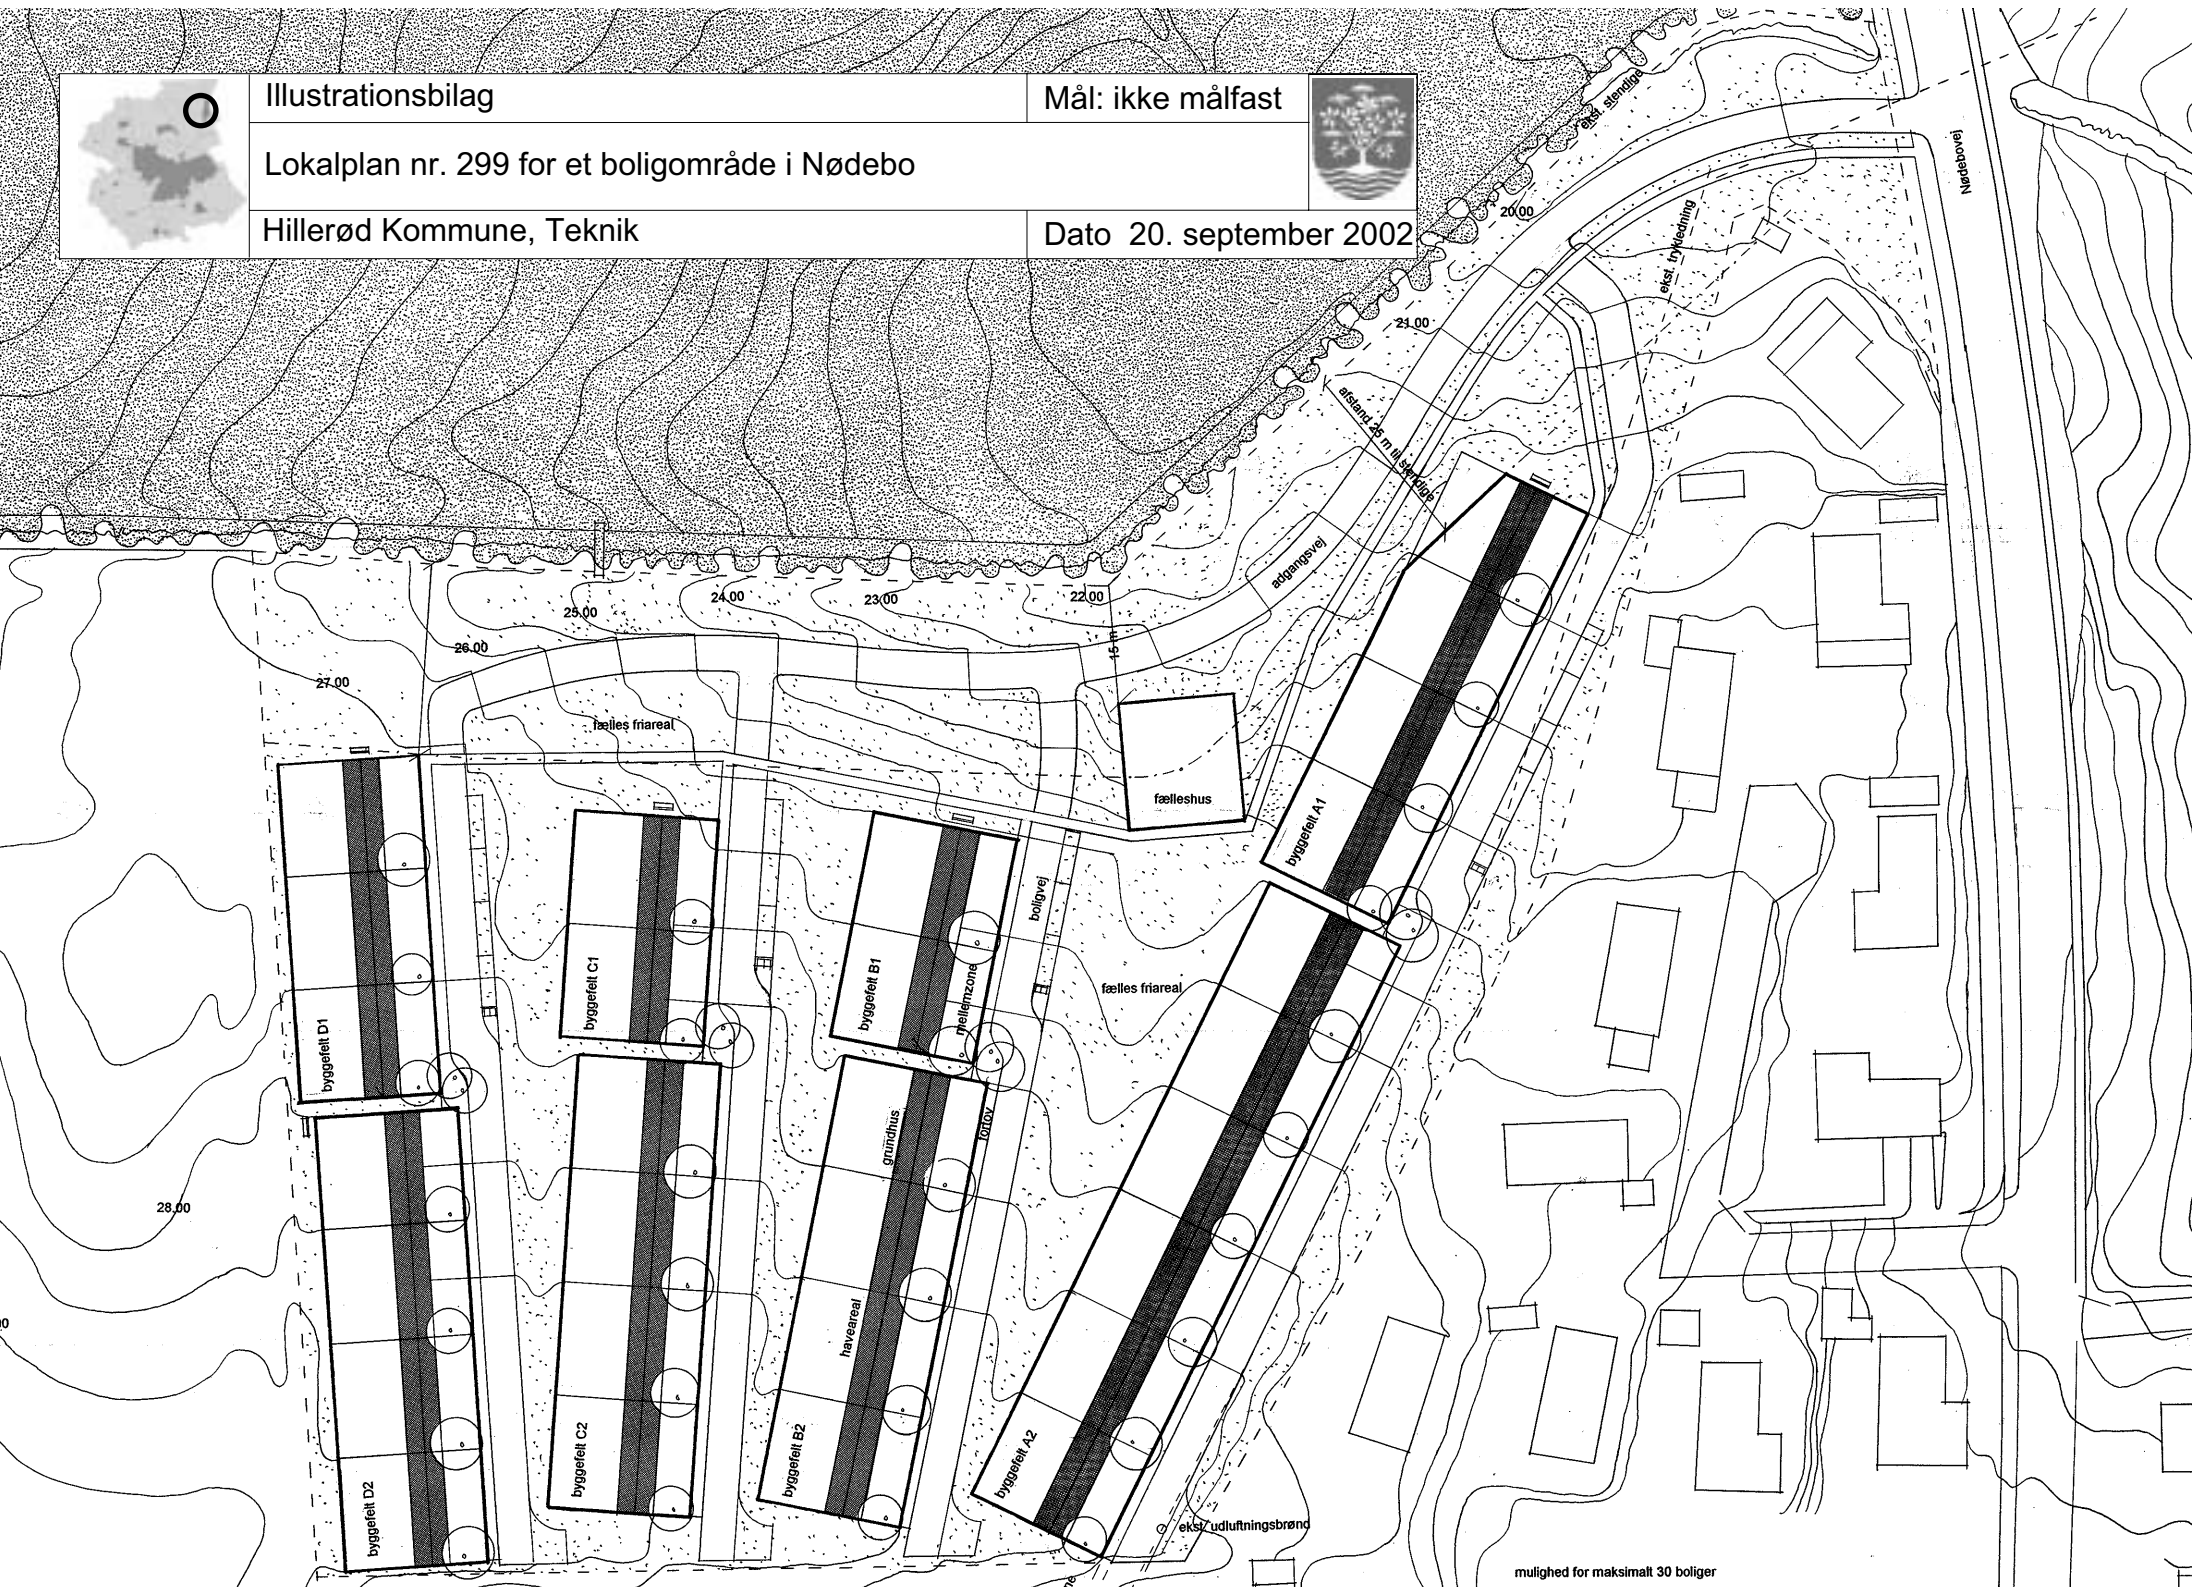 Illustrationsbilag
Mål: ikke målfast
Lokalplan nr. 299 for et boligområde i Nødebo
Hillerød Kommune, Teknik
Dato 20. september 2002
ekst. stendige
Nødebovej
20.00
ekst. trykledning
21.00
afstand 25 m til stendige
adgangsvej
22.00
23.00
24.00
25.00
26.00
27.00
15 m
fælles friareal
fælleshus
byggefelt A1
boligvej
byggefelt B1
mellemzone
byggefelt C1
byggefelt D1
fælles friareal
grundhus
fortov
28.00
haveareal
byggefelt A2
byggefelt B2
byggefelt C2
byggefelt D2
ekst. udluftningsbrønd
mulighed for maksimalt 30 boliger